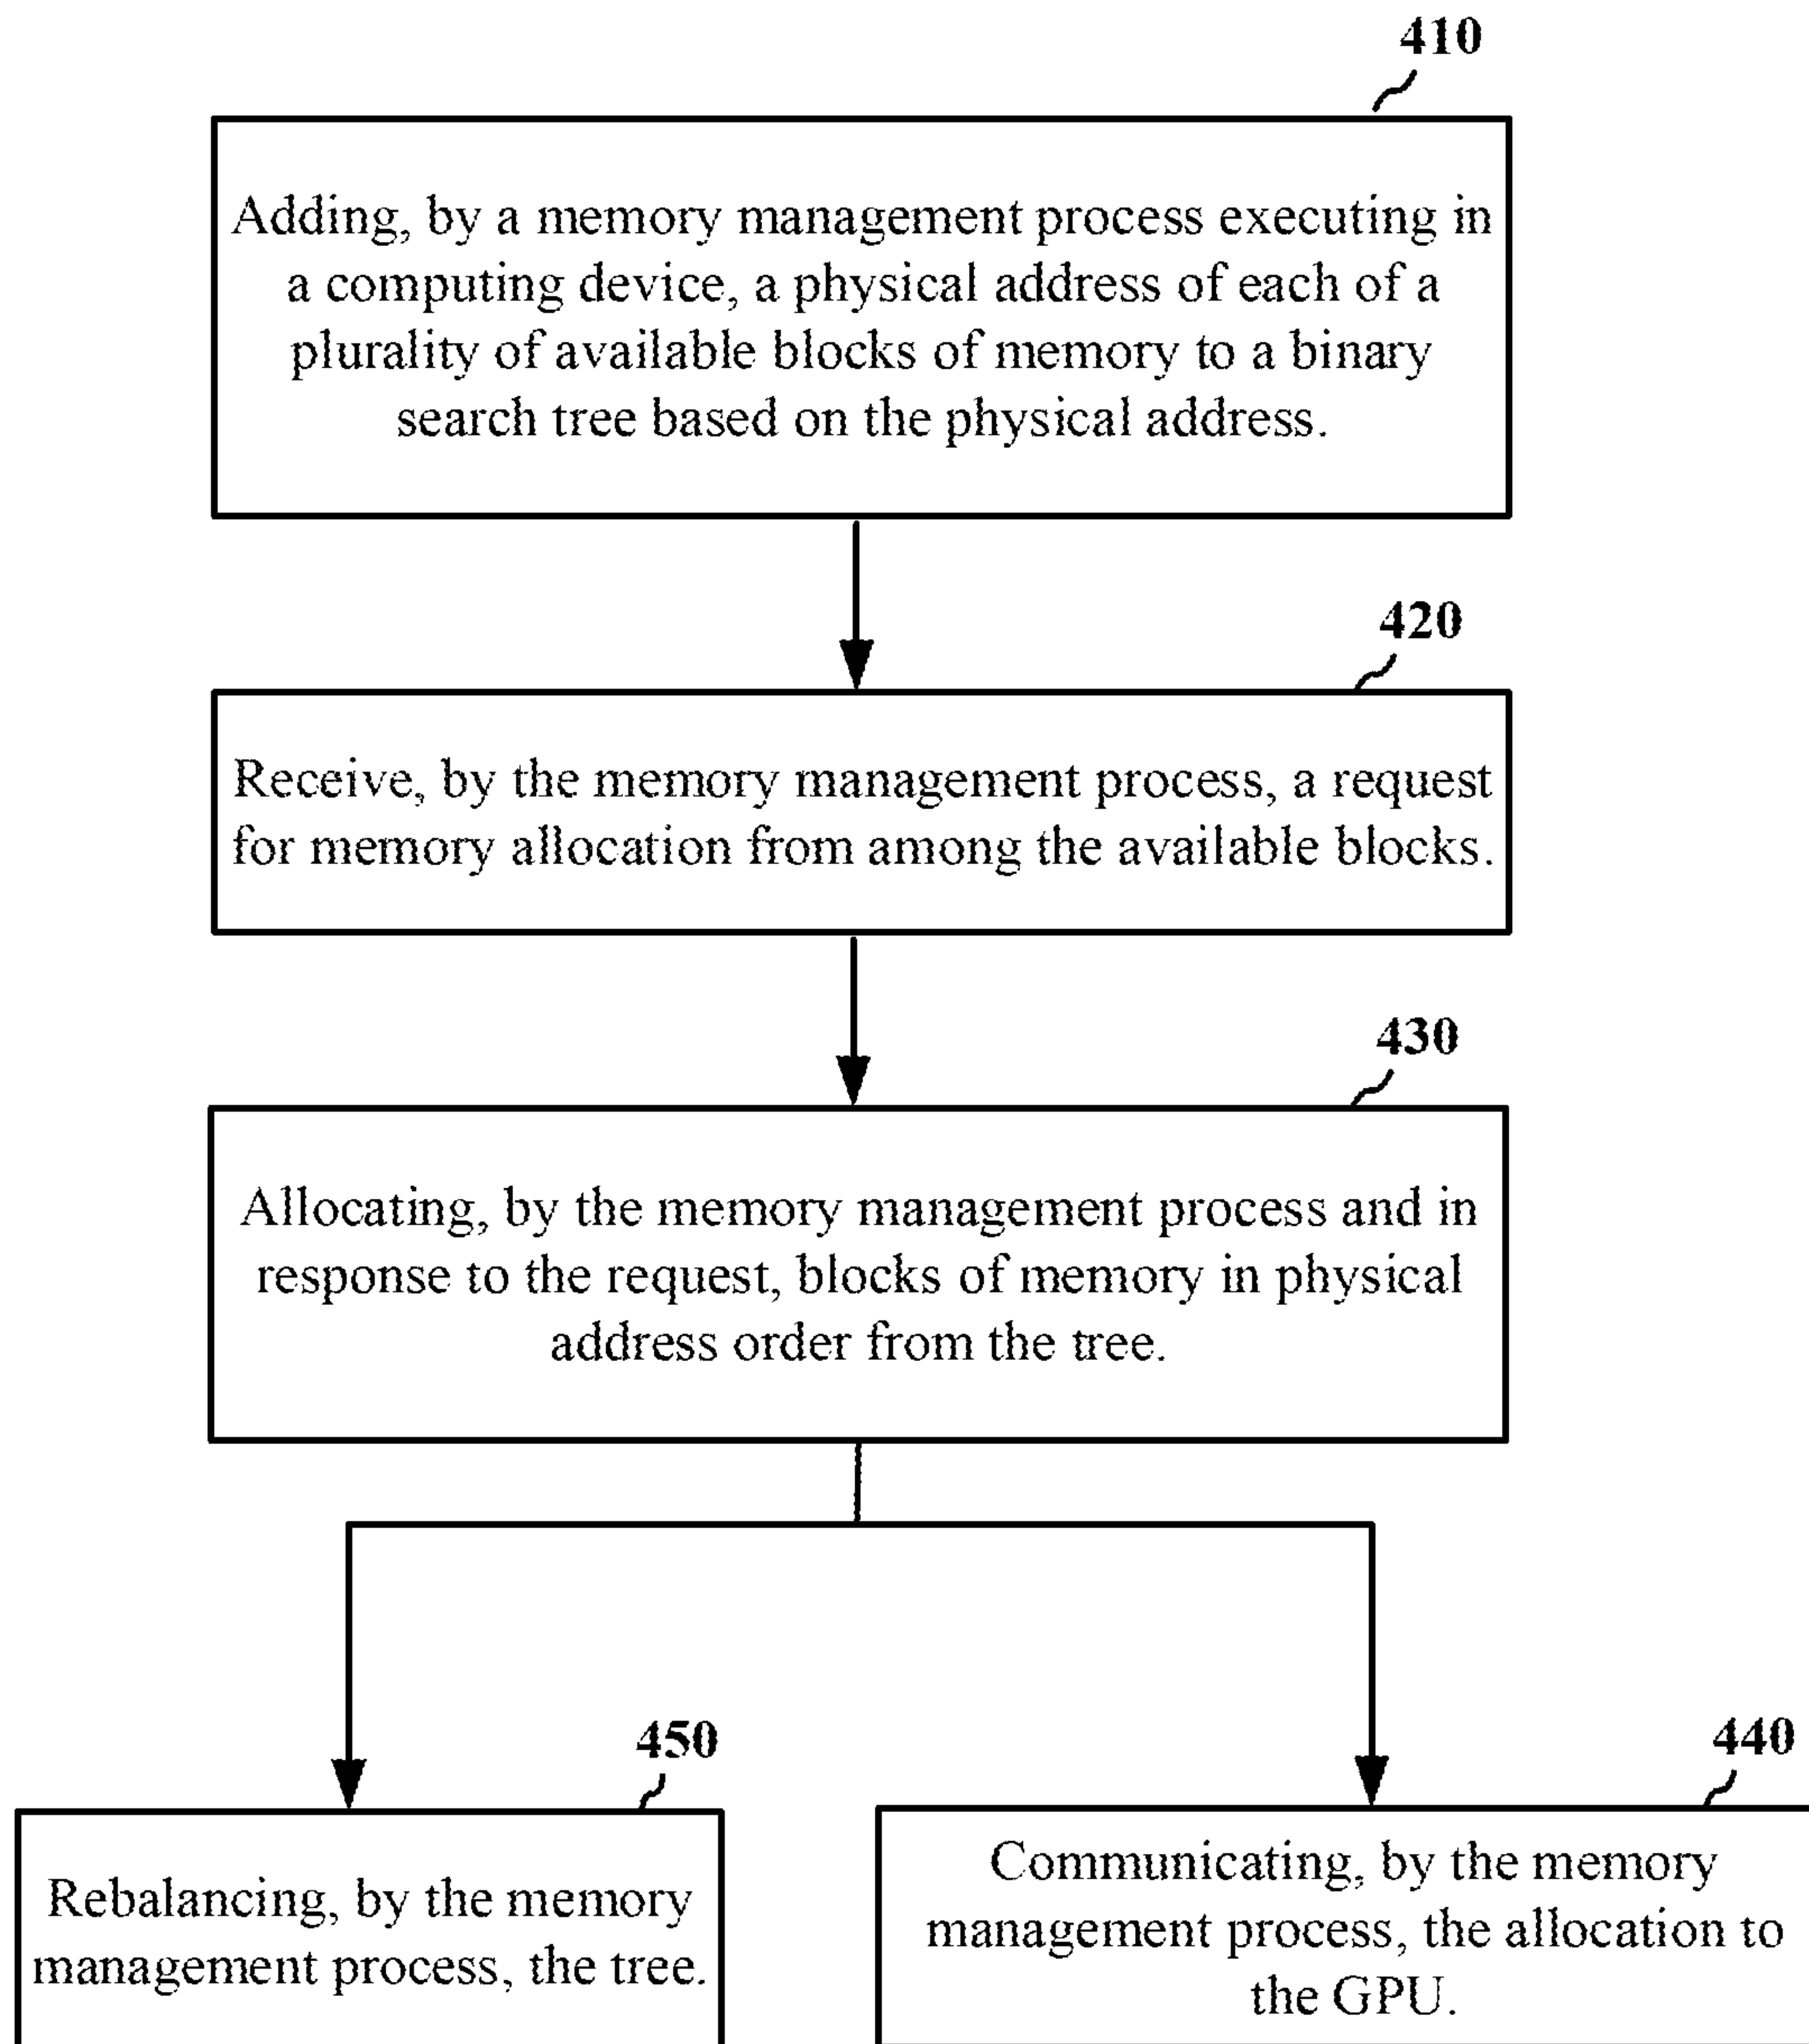 410
Adding, by a memory management process executing in
a computing device, a physical address of each of a
plurality of available blocks of memory to a binary
search tree based on the physical address.
420
Receive, by the memory management process, a request
for memory allocation from among the available blocks.
430
Allocating, by the memory management process and in
response to the request, blocks of memory in physical
address order from the tree.
450
Rebalancing, by the memory
management process, the tree.
440
Communicating, by the memory
management process, the allocation to
the GPU.